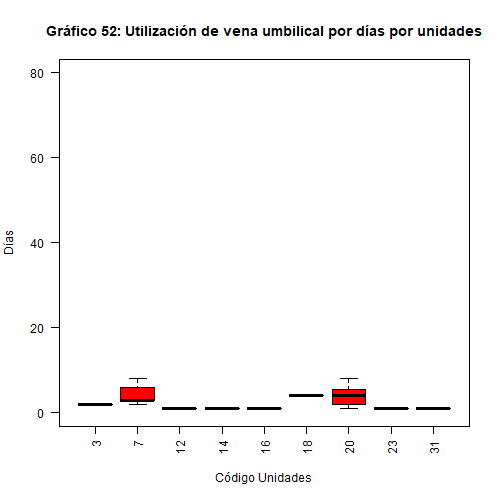 Gráfico 52: Utilización de vena umbilical por días por unidades
80
60
40
20
0
Días
3 7 12 14 16 18 20 23 31
Código Unidades